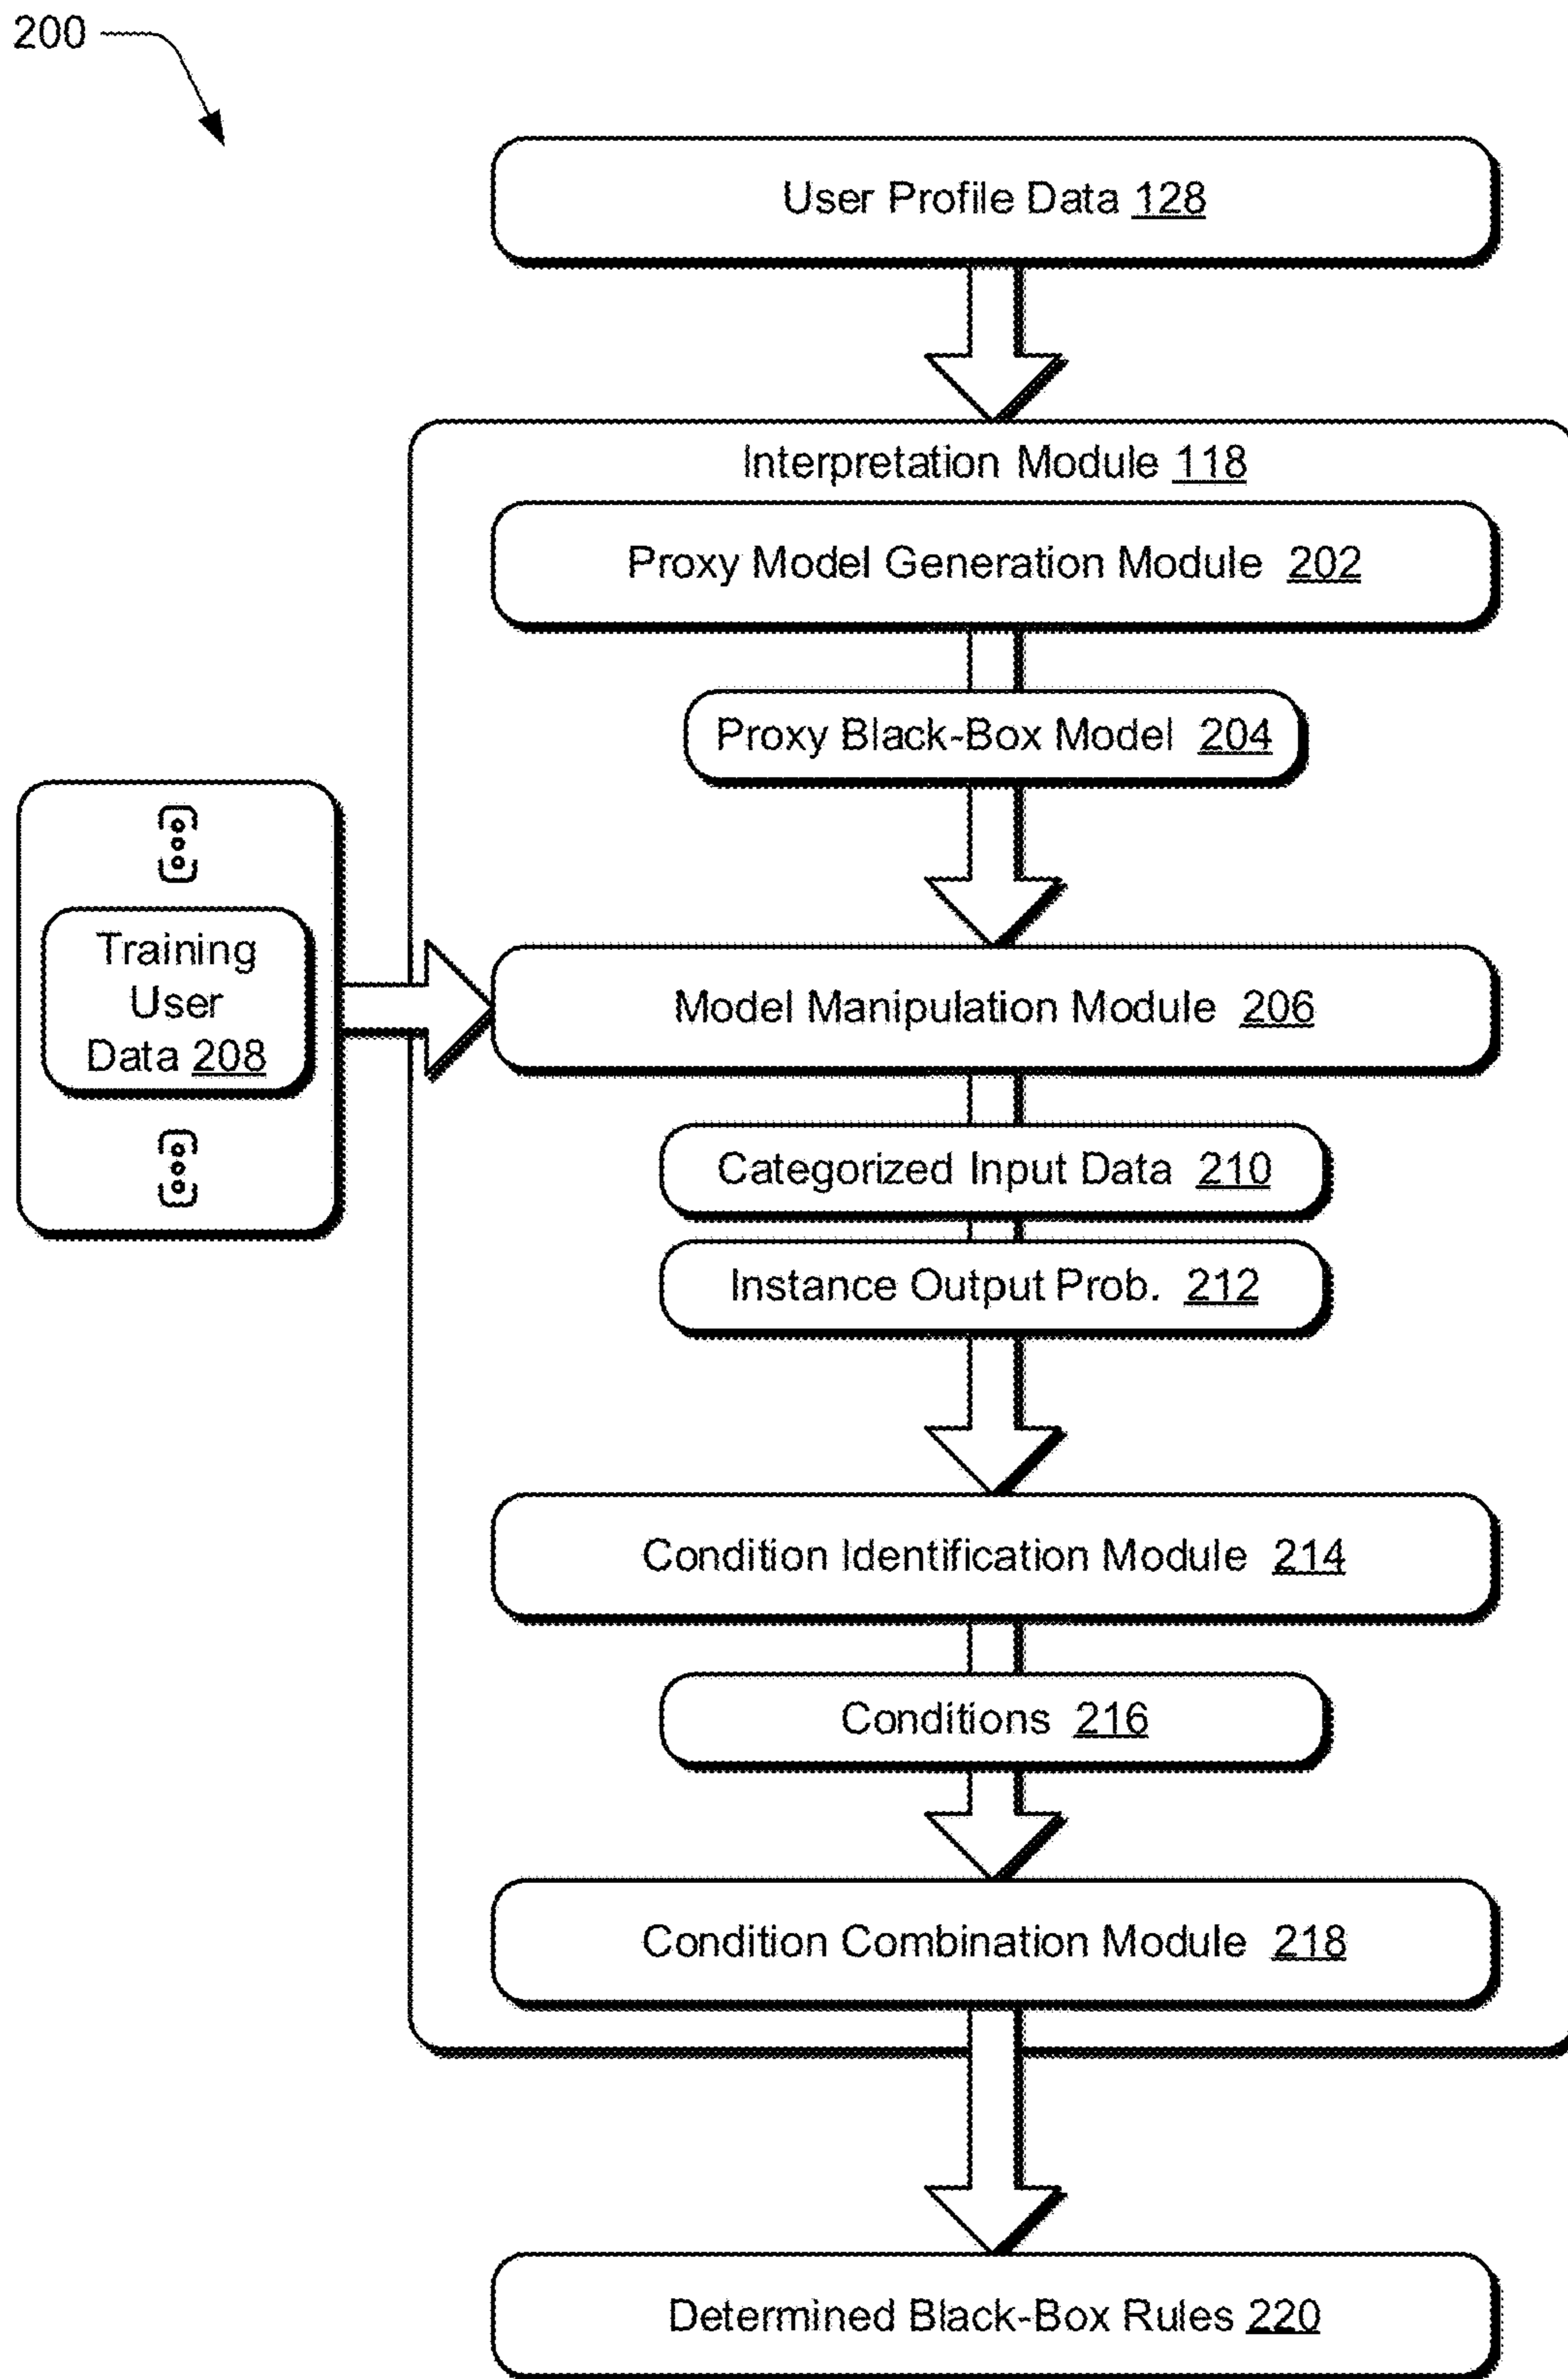 200
User Profile Data 128
Interpretation Module 118
Proxy Model Generation Module 202
Proxy Black-Box Model 204
Training
User
Data 208
Model Manipulation Module 206
Categorized Input Data 210
Instance Output Prob. 212
Condition Identification Module 214
Conditions 216
Condition Combination Module 218
Determined Black-Box Rules 220